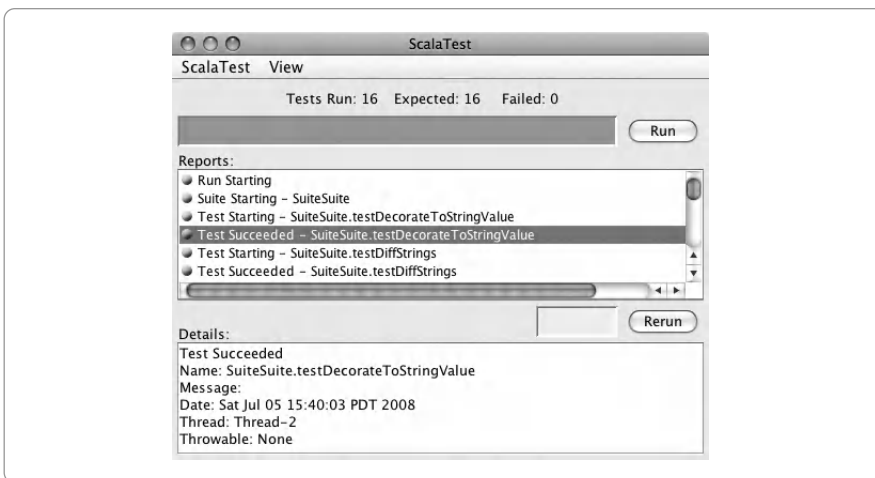 ScalaTest
ScalaTest View
Tests Run: 16 Expected: 16 Failed: 0
Run
Reports:
Run Starting
Suite Starting – SuiteSuite
Test Starting – SuiteSuite.testDecorateToStringValue
Test Succeeded – SuiteSuite.testDecorateToStringValue
Test Starting – SuiteSuite.testDiffStrings
Test Succeeded – SuiteSuite.testDiffStrings
Rerun
Details:
Test Succeeded
Name: SuiteSuite.testDecorateToStringValue
Message:
Date: Sat Jul 05 15:40:03 PDT 2008
Thread: Thread-2
Throwable: None